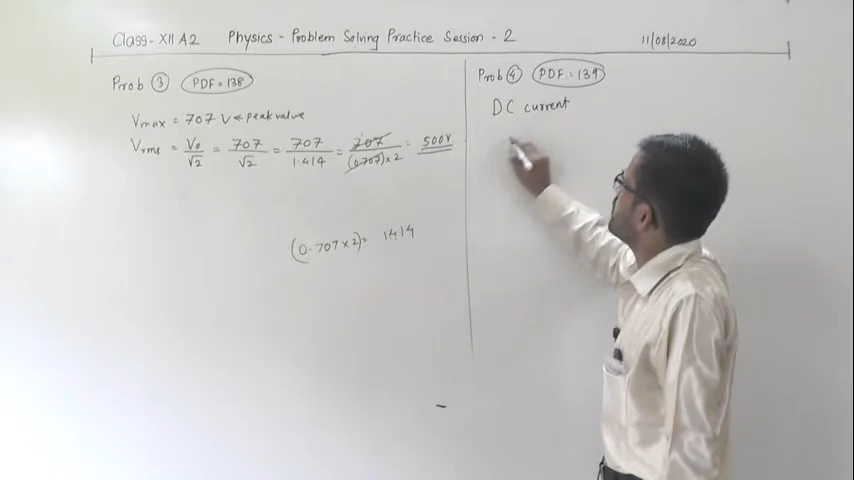 Class-XII A2 Physics - Problem Solving Practice Session - 2 11/08/2020
Prob ③ PDF=138
Vmax = 707 V ← peak value
Vrms = V0/√2 = 707/√2 = 707/1.414 = 707/(0.707)×2 = 500V
(0.707×2)= 1414
Prob ④ PDF=139
DC current